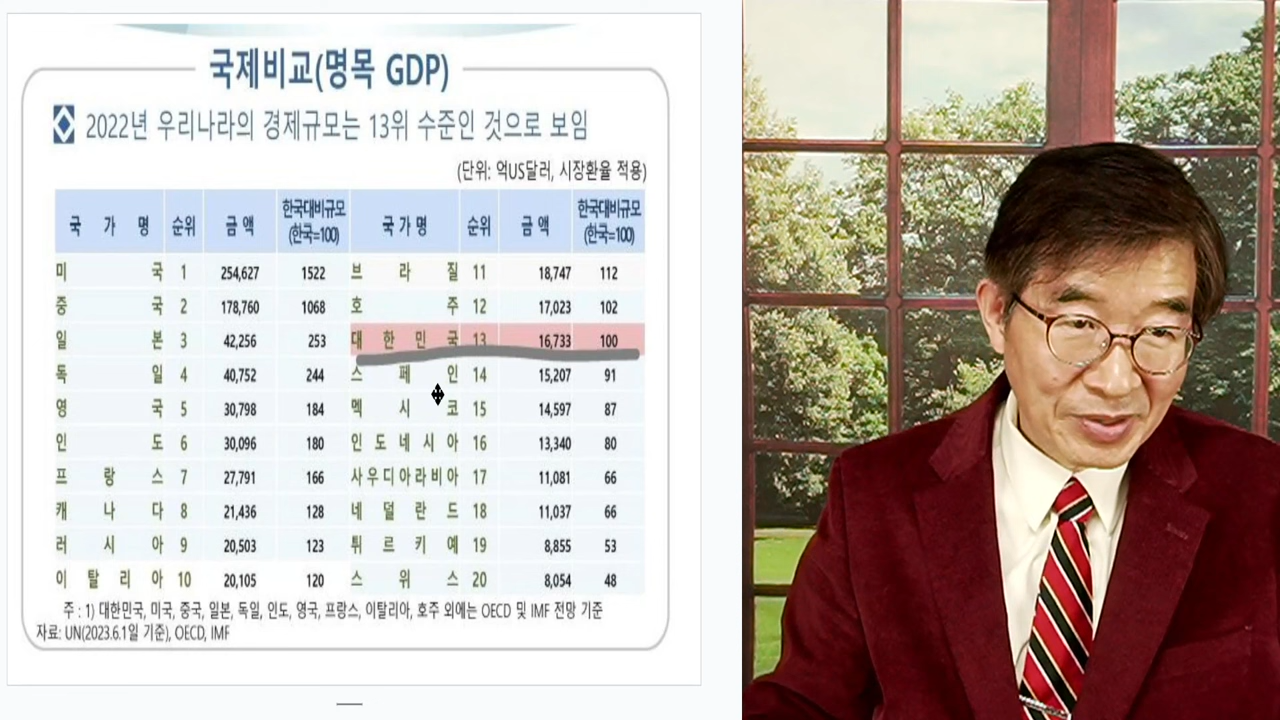 국제비교(명목 GDP)
2022년 우리나라의 경제규모는 13위 수준인 것으로 보임
(단위: 억US달러, 시장환율 적용)
국 가 명 순위 금 액 한국대비규모 (한국=100) 국 가 명 순위 금 액 한국대비규모 (한국=100)
미 국 1 254,627 1522 브 라 질 11 18,747 112
중 국 2 178,760 1068 호 주 12 17,023 102
일 본 3 42,256 253 대 한 민 국 13 16,733 100
독 일 4 40,752 244 스 페 인 14 15,207 91
영 국 5 30,798 184 멕 시 코 15 14,597 87
인 도 6 30,096 180 인 도 네 시 아 16 13,340 80
프 랑 스 7 27,791 166 사 우 디 아 라 비 아 17 11,081 66
캐 나 다 8 21,436 128 네 덜 란 드 18 11,037 66
러 시 아 9 20,503 123 튀 르 키 예 19 8,855 53
이 탈 리 아 10 20,105 120 스 위 스 20 8,054 48
주 : 1) 대한민국, 미국, 중국, 일본, 독일, 인도, 영국, 프랑스, 이탈리아, 호주 외에는 OECD 및 IMF 전망 기준
자료: UN(2023.6.1일 기준), OECD, IMF